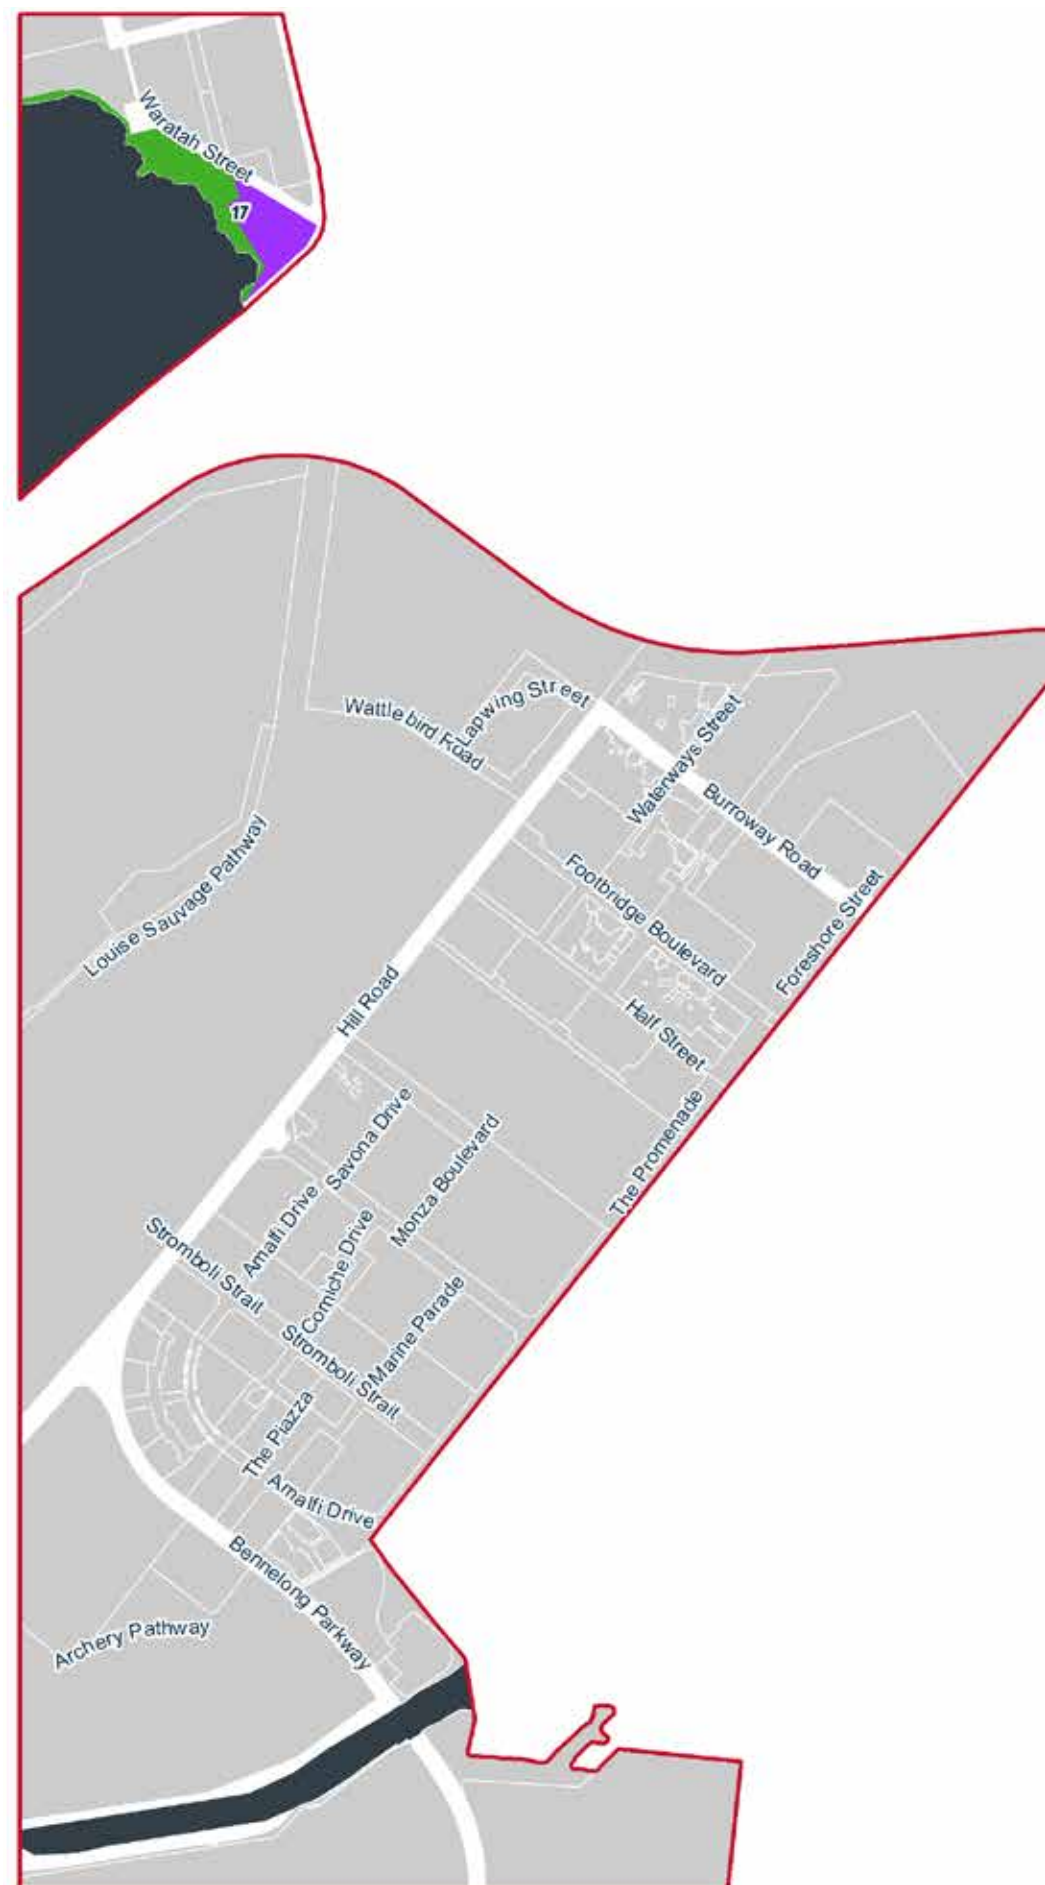 Waratah Street
17
Lapwing Street
Wattlebird Road
Waterways Street
Burroway Road
Louise Sauvage Pathway
Footbridge Boulevard
Foreshore Street
Hill Road
Half Street
Savona Drive
The Promenade
Monza Boulevard
Amalfi Drive
Stromboli Strait
Corniche Drive
Marine Parade
Stromboli Strait
The Piazza
Amalfi Drive
Bennelong Parkway
Archery Pathway